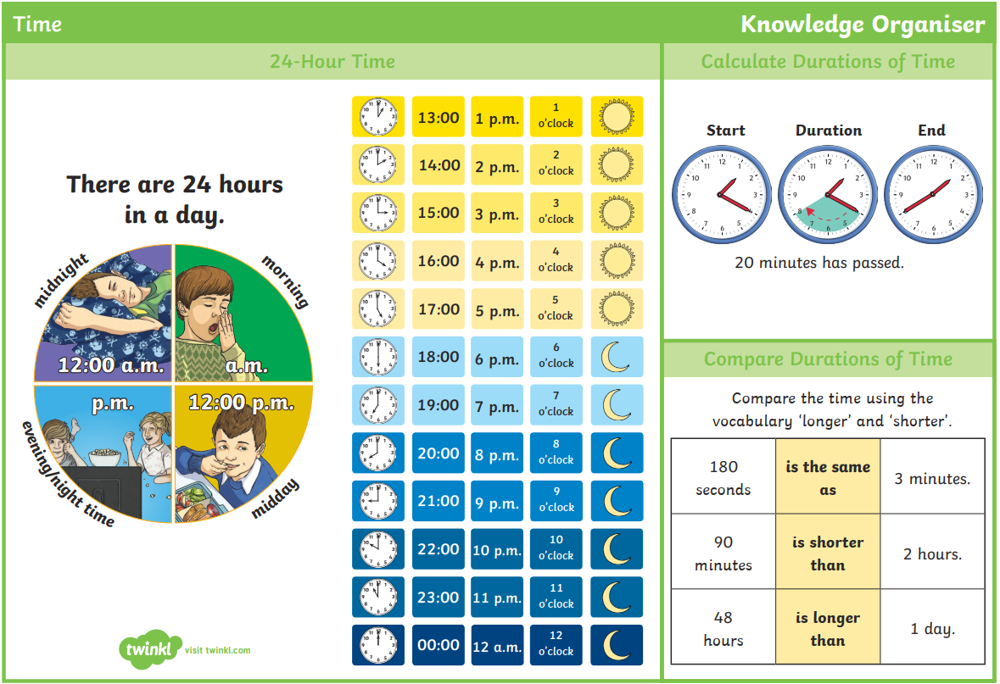 Time
Knowledge Organiser
24-Hour Time
There are 24 hours
in a day.
midnight
morning
12:00 a.m.
a.m.
p.m.
12:00 p.m.
evening/night time
midday
13:00 1 p.m. 1 o'clock
14:00 2 p.m. 2 o'clock
15:00 3 p.m. 3 o'clock
16:00 4 p.m. 4 o'clock
17:00 5 p.m. 5 o'clock
18:00 6 p.m. 6 o'clock
19:00 7 p.m. 7 o'clock
20:00 8 p.m. 8 o'clock
21:00 9 p.m. 9 o'clock
22:00 10 p.m. 10 o'clock
23:00 11 p.m. 11 o'clock
00:00 12 a.m. 12 o'clock
twinkl visit twinkl.com
Calculate Durations of Time
Start Duration End
20 minutes has passed.
Compare Durations of Time
Compare the time using the
vocabulary ‘longer’ and ‘shorter’.
180
seconds
is the same
as
3 minutes.
90
minutes
is shorter
than
2 hours.
48
hours
is longer
than
1 day.